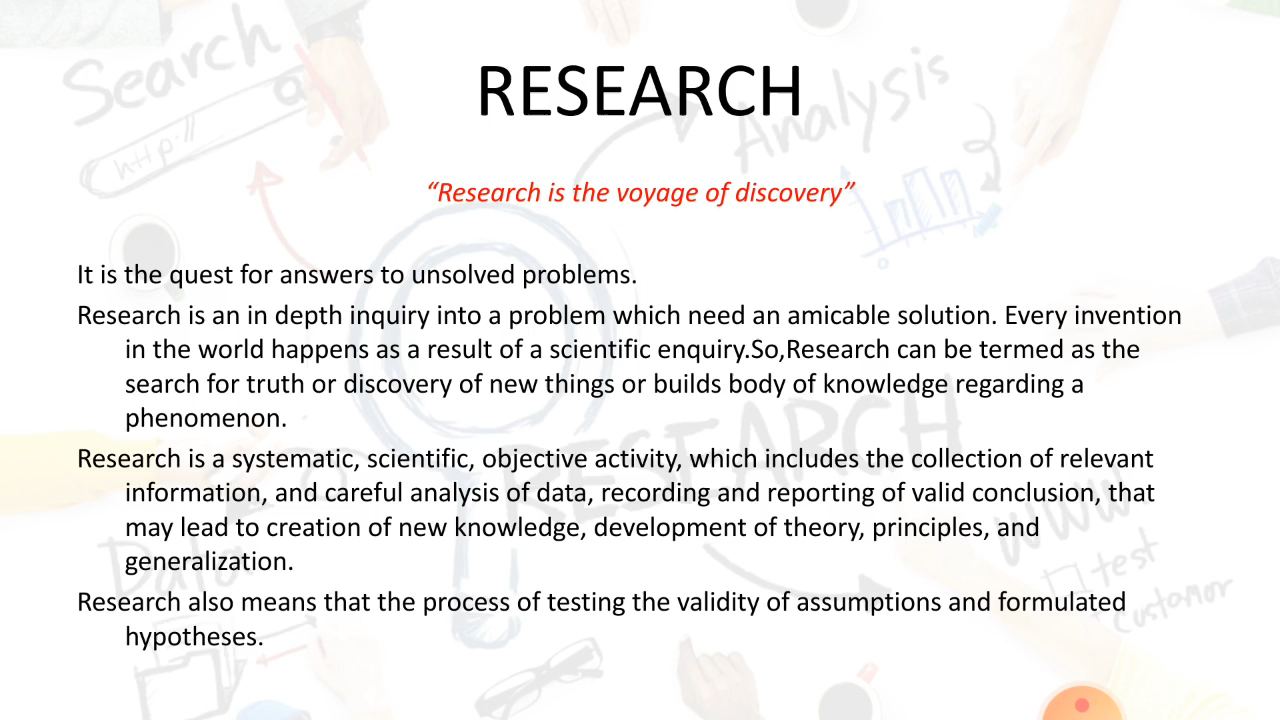 Search
http://
Analysis
RESEARCH
“Research is the voyage of discovery”
It is the quest for answers to unsolved problems.
Research is an in depth inquiry into a problem which need an amicable solution. Every invention
in the world happens as a result of a scientific enquiry.So,Research can be termed as the
search for truth or discovery of new things or builds body of knowledge regarding a
phenomenon.
Research is a systematic, scientific, objective activity, which includes the collection of relevant
information, and careful analysis of data, recording and reporting of valid conclusion, that
may lead to creation of new knowledge, development of theory, principles, and
generalization.
Research also means that the process of testing the validity of assumptions and formulated
hypotheses.
RESEARCH
Data
www.
test
Customor